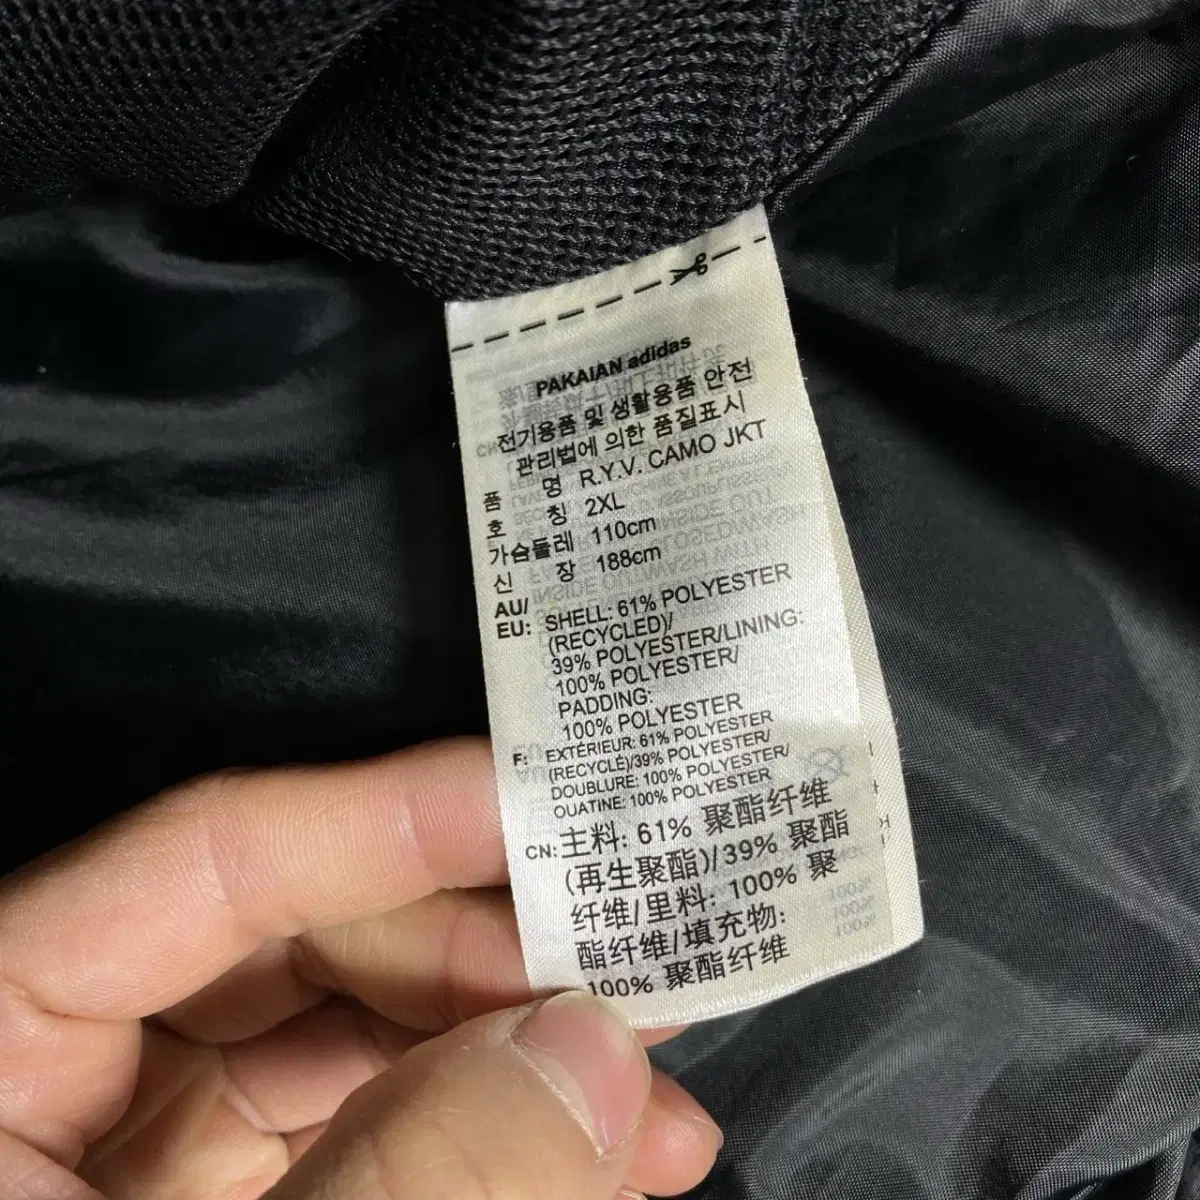 PAKAIAN adidas
전기용품 및 생활용품 안전
관리법에 의한 품질표시
품 명 R.Y.V. CAMO JKT
호 칭 2XL
가슴둘레 110cm
신 장 188cm
AU/
EU: SHELL: 61% POLYESTER
(RECYCLED)/
39% POLYESTER/LINING:
100% POLYESTER/
PADDING:
100% POLYESTER
F: EXTÉRIEUR: 61% POLYESTER
(RECYCLÉ)/39% POLYESTER/
DOUBLURE: 100% POLYESTER/
OUATINE: 100% POLYESTER
CN: 主料: 61% 聚酯纤维
(再生聚酯)/39% 聚酯
纤维/里料: 100% 聚
酯纤维/填充物:
100% 聚酯纤维